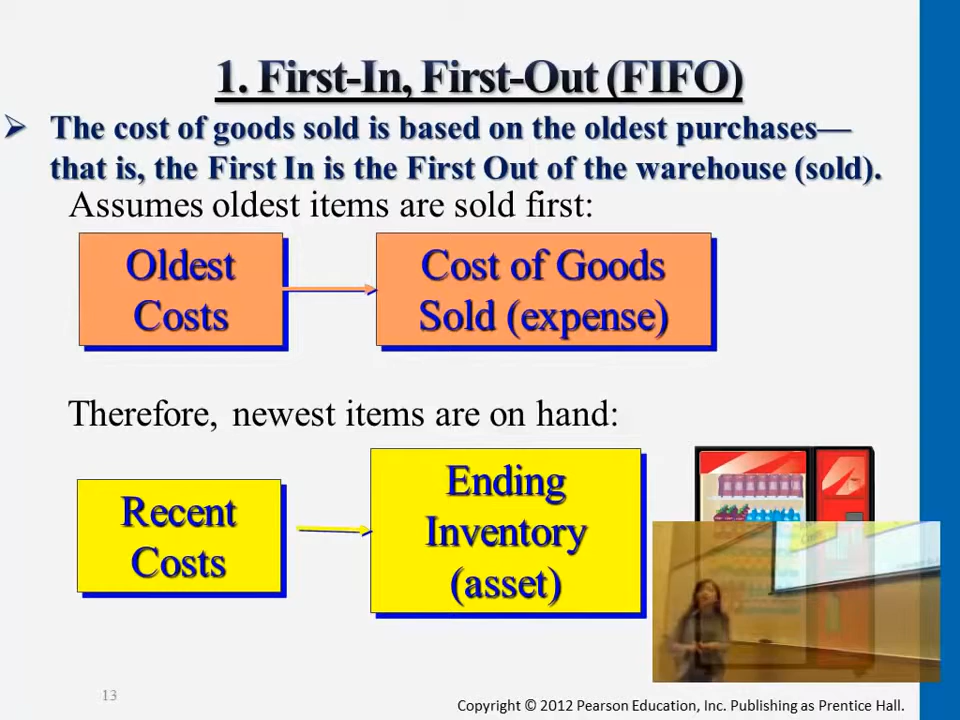 1. First-In, First-Out (FIFO)
➢ The cost of goods sold is based on the oldest purchases—
that is, the First In is the First Out of the warehouse (sold).
Assumes oldest items are sold first:
Oldest
Costs
Cost of Goods
Sold (expense)
Therefore, newest items are on hand:
Recent
Costs
Ending
Inventory
(asset)
13
Copyright © 2012 Pearson Education, Inc. Publishing as Prentice Hall.